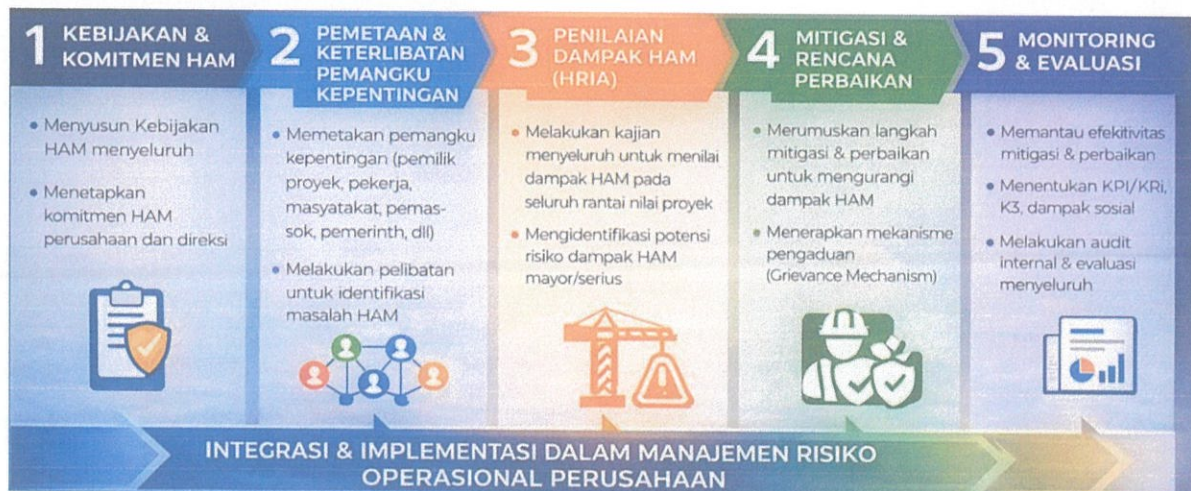 1 KEBIJAKAN &
KOMITMEN HAM
• Menyusun Kebijakan
HAM menyeluruh
• Menetapkan
komitmen HAM
perusahaan dan direksi
2 PEMETAAN &
KETERLIBATAN
PEMANGKU
KEPENTINGAN
• Memetakan pemangku
kepentingan (pemilik
proyek, pekerja,
masyatakat, pemas-
sok, pemerinth, dll)
• Melakukan pelibatan
untuk identifikasi
masalah HAM
3 PENILAIAN
DAMPAK HAM
(HRIA)
• Melakukan kajian
menyeluruh untuk menilai
dampak HAM pada
seluruh rantai nilai proyek
• Mengidentifikasi potensi
risiko dampak HAM
mayor/serius
4 MITIGASI &
RENCANA
PERBAIKAN
• Merumuskan langkah
mitigasi & perbaikan
untuk mengurangi
dampak HAM
• Menerapkan mekanisme
pengaduan
(Grievance Mechanism)
5 MONITORING
& EVALUASI
• Memantau efekitivitas
mitigasi & perbaikan
• Menentukan KPI/KRi,
K3, dampak sosial
• Melakukan audit
internal & evaluasi
menyeluruh
INTEGRASI & IMPLEMENTASI DALAM MANAJEMEN RISIKO
OPERASIONAL PERUSAHAAN